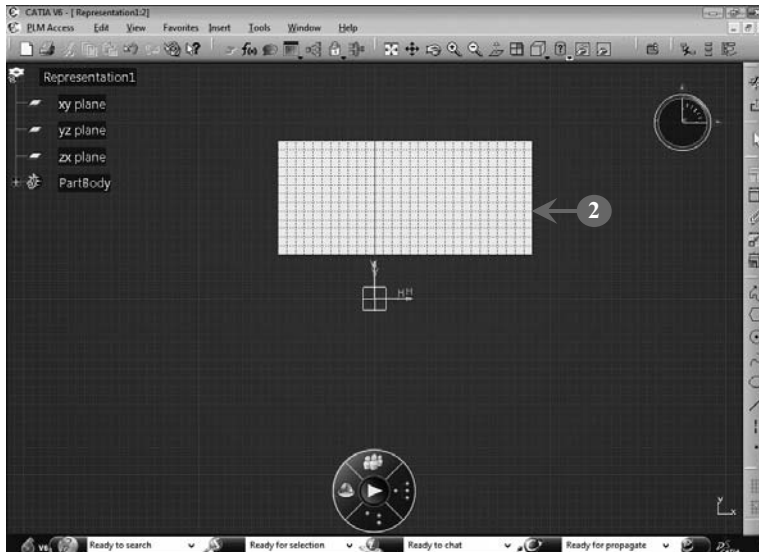 CATIA V6 - [ Representation1:2]
PLM Access Edit View Favorites Insert Tools Window Help
f(x)
Representation1
xy plane
yz plane
zx plane
PartBody
2
V
H H
y
x
V6 Ready to search Ready for selection Ready to chat Ready for propagate